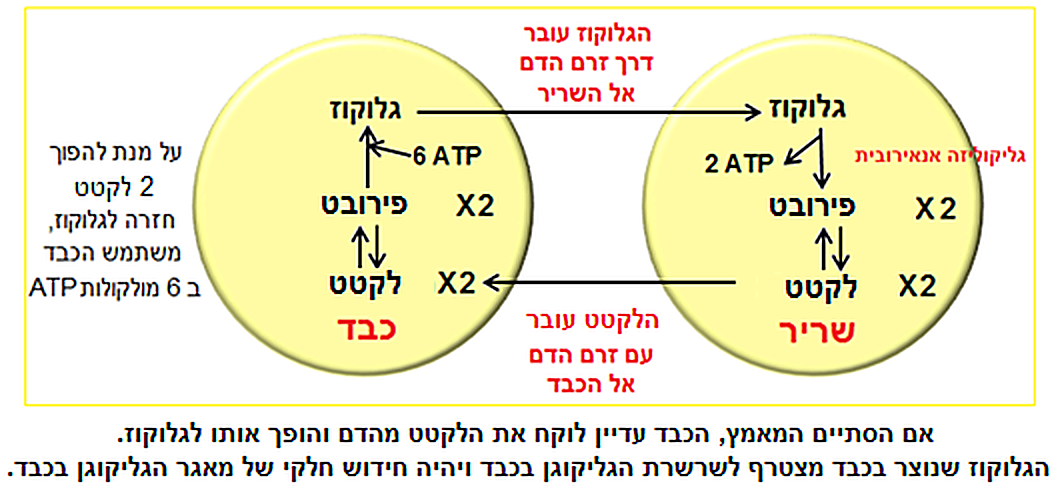 הגלוקוז עובר
דרך זרם הדם
אל השריר
גלוקוז
גלוקוז
על מנת להפוך
2 לקטט
חזרה לגלוקוז,
משתמש הכבד
ב 6 מולקולות ATP
6 ATP
2 ATP
גליקוליזה אנאירובית
פירובט X2
פירובט X2
לקטט X2
לקטט X2
כבד
שריר
הלקטט עובר
עם זרם הדם
אל הכבד
אם הסתיים המאמץ, הכבד עדיין לוקח את הלקטט מהדם והופך אותו לגלוקוז.
הגלוקוז שנוצר בכבד מצטרף לשרשרת הגליקוגן בכבד ויהיה חידוש חלקי של מאגר הגליקוגן בכבד.